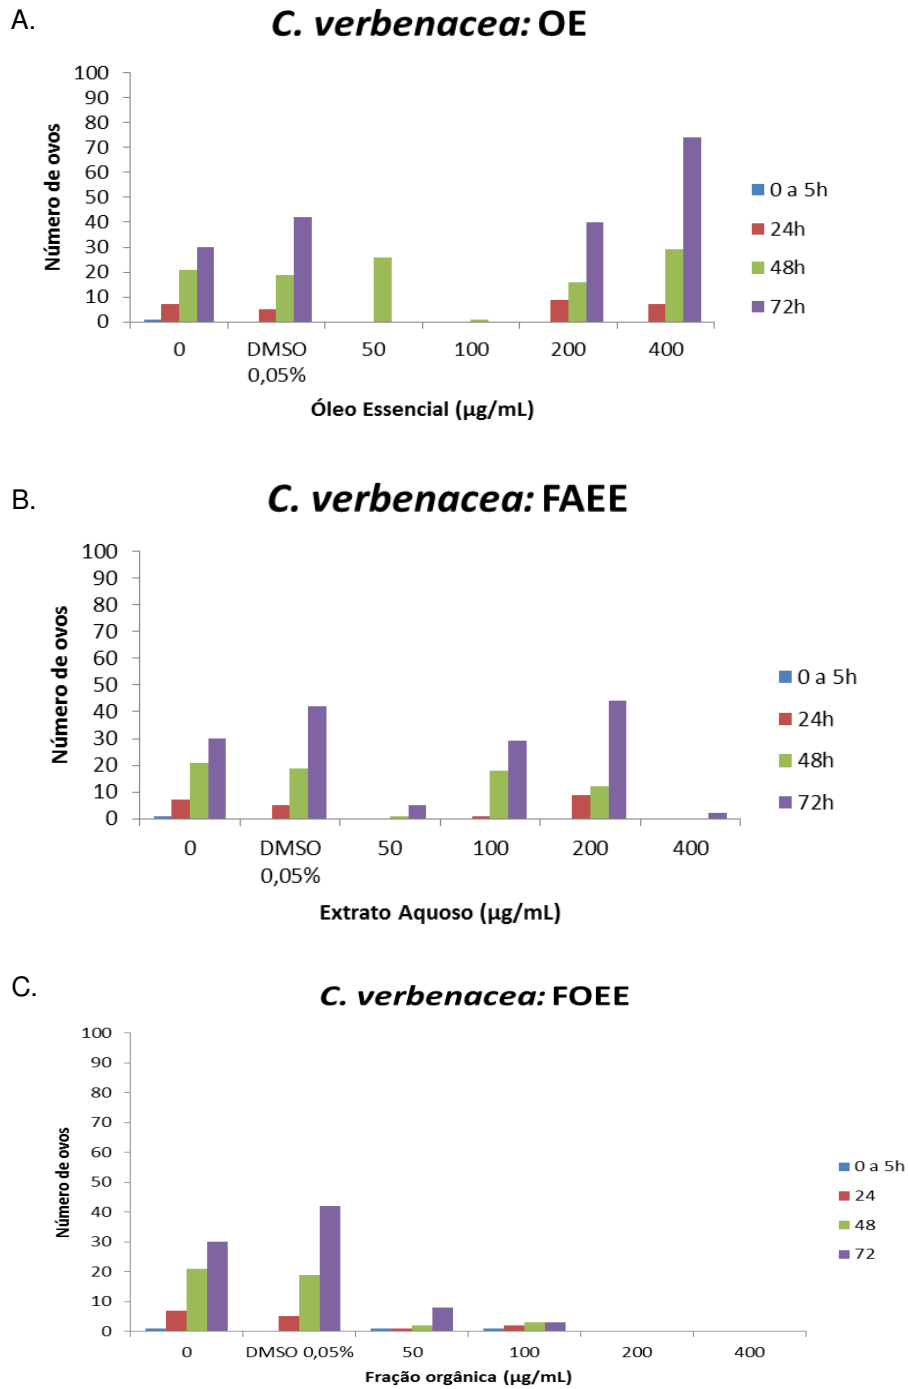 A.
C. verbenacea: OE
Número de ovos
100
90
80
70
60
50
40
30
20
10
0
0
DMSO 0,05%
50
100
200
400
Óleo Essencial (µg/mL)
0 a 5h
24h
48h
72h
B.
C. verbenacea: FAEE
Número de ovos
100
90
80
70
60
50
40
30
20
10
0
0
DMSO 0,05%
50
100
200
400
Extrato Aquoso (µg/mL)
0 a 5h
24h
48h
72h
C.
C. verbenacea: FOEE
Número de ovos
100
90
80
70
60
50
40
30
20
10
0
0
DMSO 0,05%
50
100
200
400
Fração orgânica (µg/mL)
0 a 5h
24
48
72